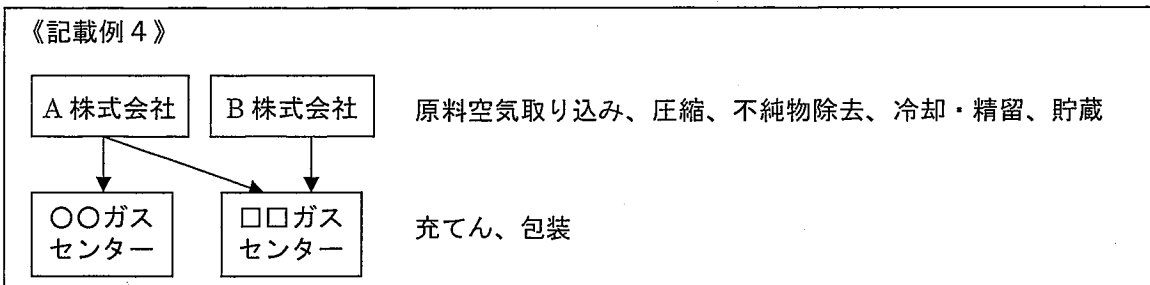 《記載例４》
A 株式会社
B 株式会社
原料空気取り込み、圧縮、不純物除去、冷却・精留、貯蔵
〇〇ガス
センター
□□ガス
センター
充てん、包装